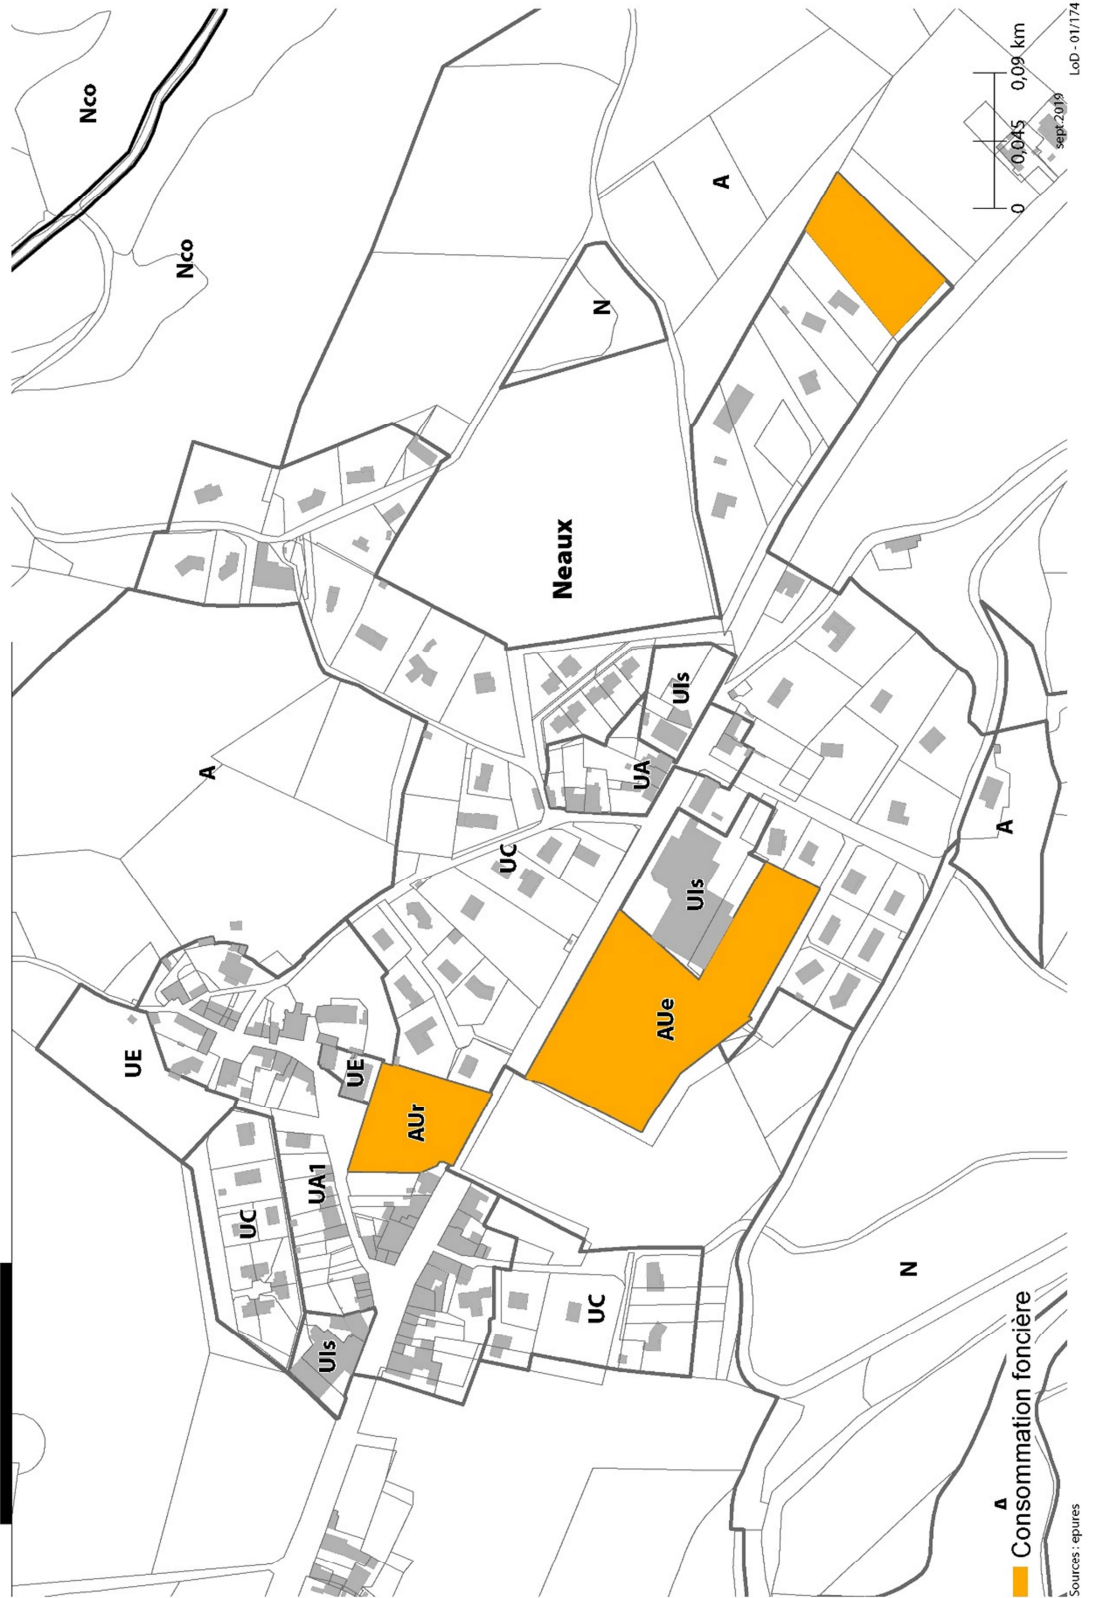 Nco
Nco
A
N
A
Neaux
UIs
UA
UC
A
UIs
AUe
A
UE
UE
AUr
UA1
UC
UC
UIs
N
A
0
0,045
0,09 km
sept.2019
LoD - 01/174
Consommation foncière
Sources : epures